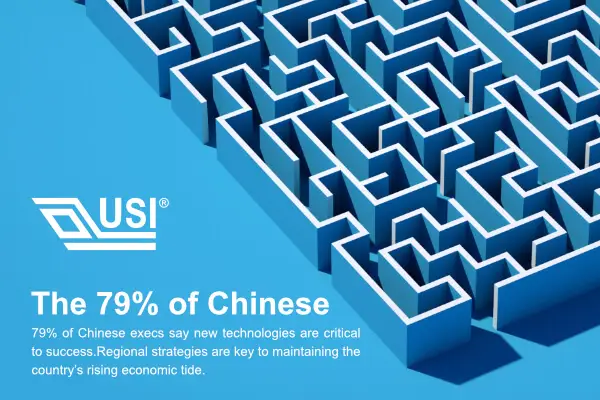 USI®
The 79% of Chinese
79% of Chinese execs say new technologies are critical
to success.Regional strategies are key to maintaining the
country's rising economic tide.